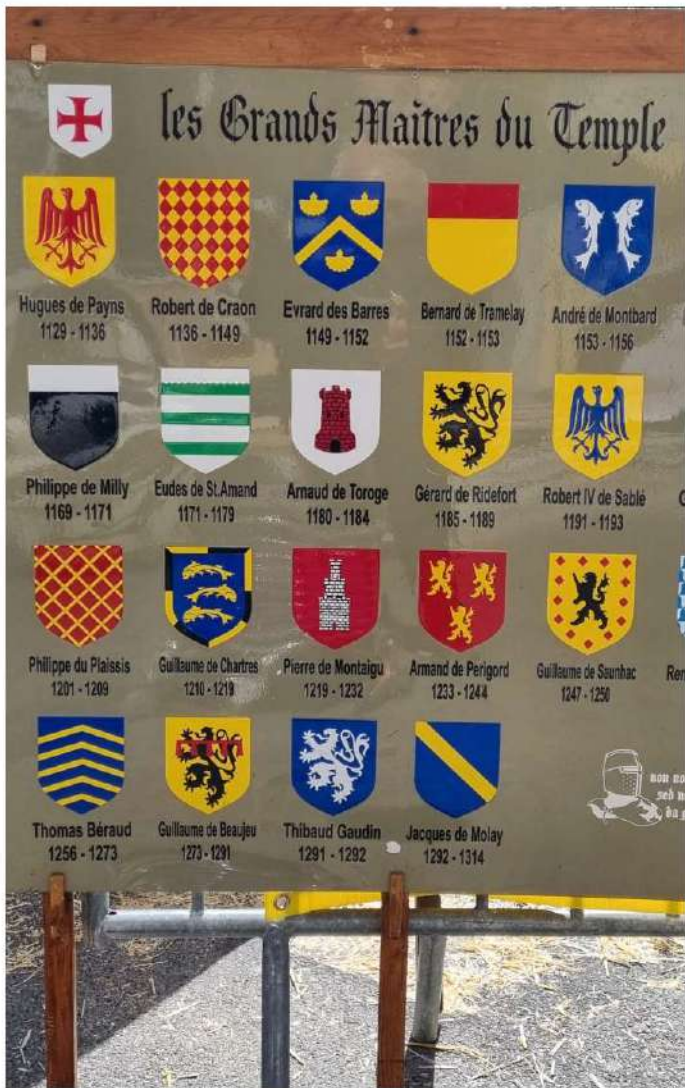 les Grands Maîtres du Temple
Hugues de Payns
1129 - 1136
Robert de Craon
1136 - 1149
Evrard des Barres
1149 - 1152
Bernard de Tramelay
1152 - 1153
André de Montbard
1153 - 1156
Philippe de Milly
1169 - 1171
Eudes de St.Amand
1171 - 1179
Arnaud de Toroge
1180 - 1184
Gérard de Ridefort
1185 - 1189
Robert IV de Sablé
1191 - 1193
Philippe du Plaissis
1201 - 1209
Guillaume de Chartres
1210 - 1219
Pierre de Montaigu
1219 - 1232
Armand de Périgord
1233 - 1244
Guillaume de Saunhac
1247 - 1250
Thomas Béraud
1256 - 1273
Guillaume de Beaujeu
1273 - 1291
Thibaud Gaudin
1291 - 1292
Jacques de Molay
1292 - 1314
non
sed